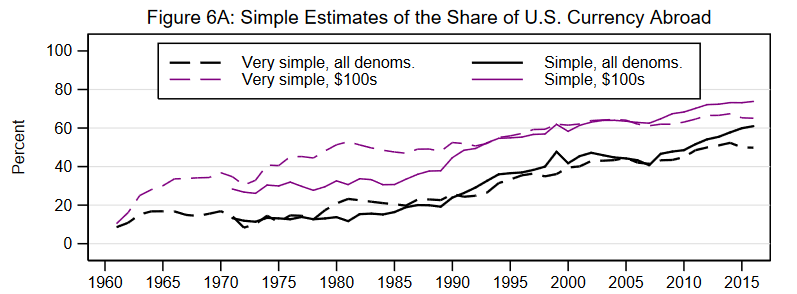 Figure 6A: Simple Estimates of the Share of U.S. Currency Abroad
Very simple, all denoms. Simple, all denoms.
Very simple, $100s Simple, $100s
Percent
100
80
60
40
20
0
1960 1965 1970 1975 1980 1985 1990 1995 2000 2005 2010 2015